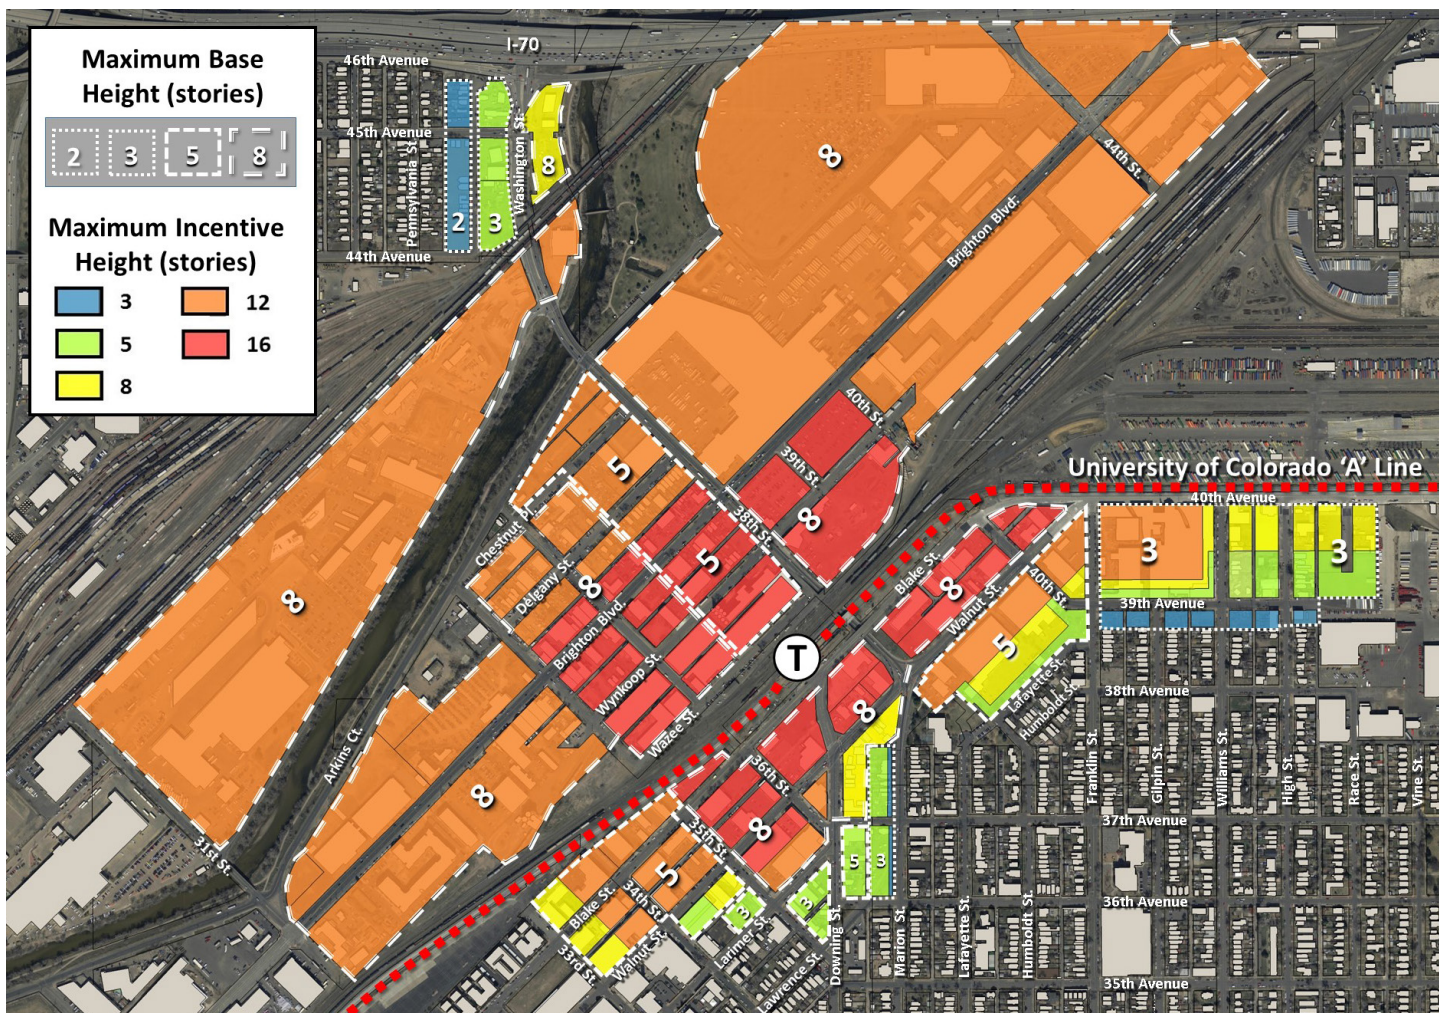 Maximum Base
Height (stories)
2 3 5 8
Maximum Incentive
Height (stories)
3 12
5 16
8
I-70
46th Avenue
45th Avenue
44th Avenue
Pennsylvania St.
Washington St.
2
3
8
8
Brighton Blvd.
44th St.
40th St.
39th St.
38th St.
8
5
5
8
Chestnut Pl.
Delgany St.
Brighton Blvd.
Wynkoop St.
Wazee St.
8
Arkins Ct.
31st St.
8
University of Colorado ‘A’ Line
40th Avenue
3
3
39th Avenue
38th Avenue
37th Avenue
36th Avenue
35th Avenue
Blake St.
8
Walnut St.
40th St.
5
Lafayette St.
Humboldt St.
T
8
36th St.
8
35th St.
5
Blake St.
34th St.
33rd St.
Walnut St.
3
Larimer St.
Lawrence St.
3
5
3
Downing St.
Marion St.
Lafayette St.
Humboldt St.
Franklin St.
Gilpin St.
Williams St.
High St.
Race St.
Vine St.